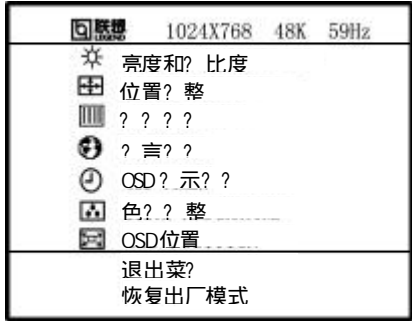 联想 LEGEND 1024X768 48K 59Hz
亮度和? 比度
位置? 整
? ? ? ?
? 言? ?
OSD? 示? ?
色? ? 整
OSD位置
退出菜?
恢复出厂模式